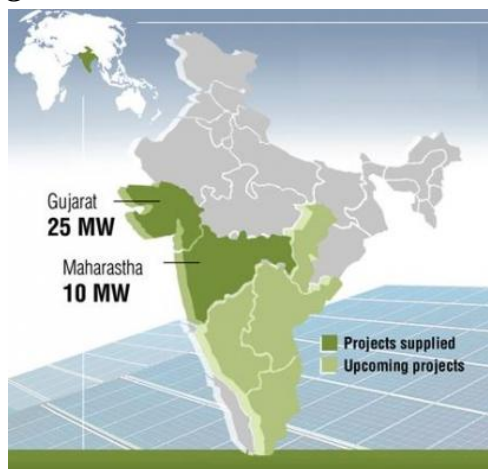 Gujarat
25 MW
Maharastha
10 MW
Projects supplied
Upcoming projects